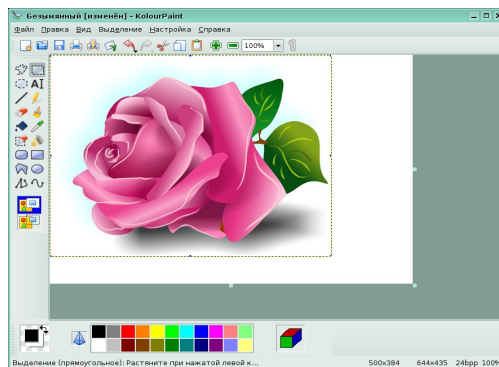 Безымянный [изменён] - KolourPaint
Файл Правка Вид Выделение Настройка Справка
100%
AI
Выделение (прямоугольное): Растяните при нажатой левой к...
500x384 644x435 24bpp 100%